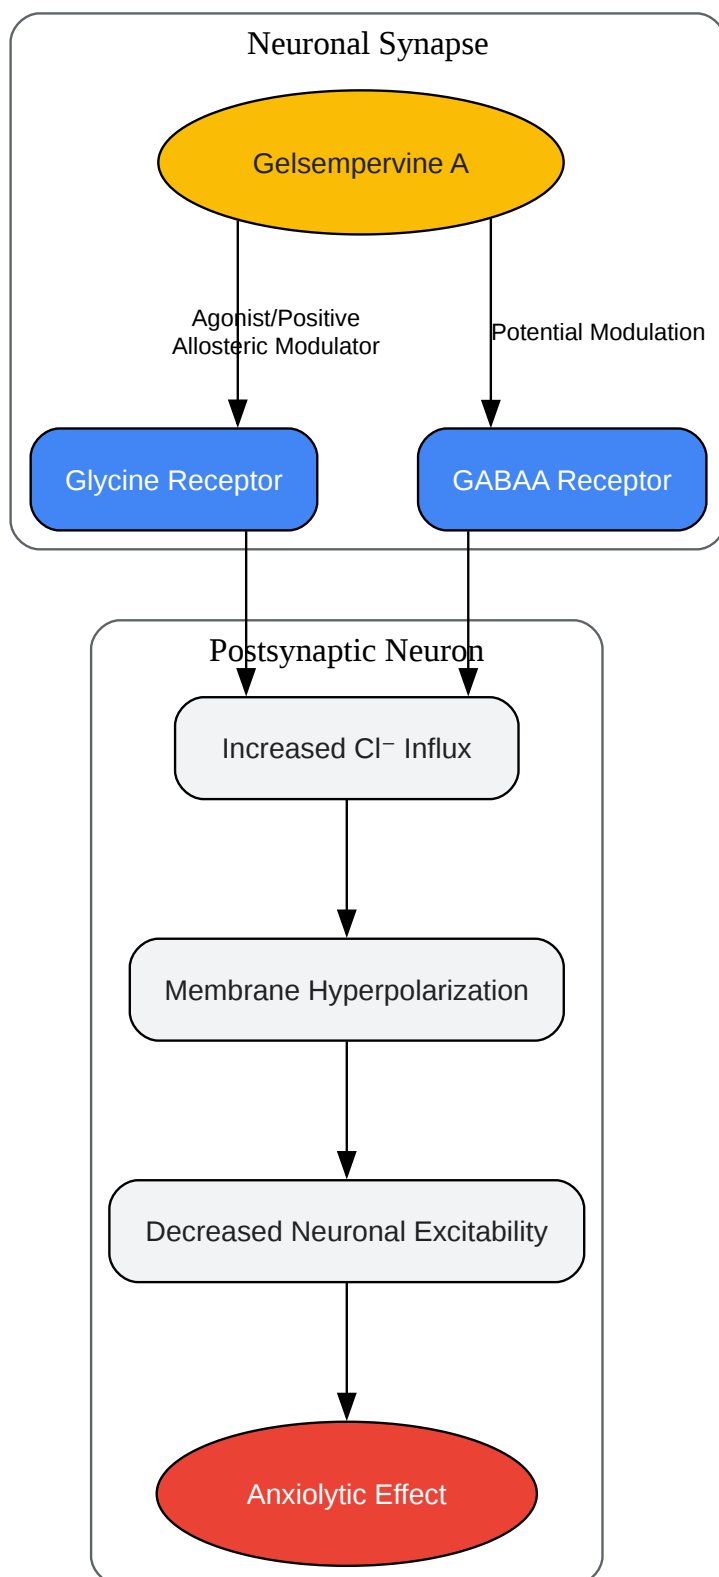 Neuronal Synapse
Gelsempervine A
Agonist/Positive
Allosteric Modulator
Potential Modulation
Glycine Receptor
GABAA Receptor
Postsynaptic Neuron
Increased Cl⁻ Influx
Membrane Hyperpolarization
Decreased Neuronal Excitability
Anxiolytic Effect